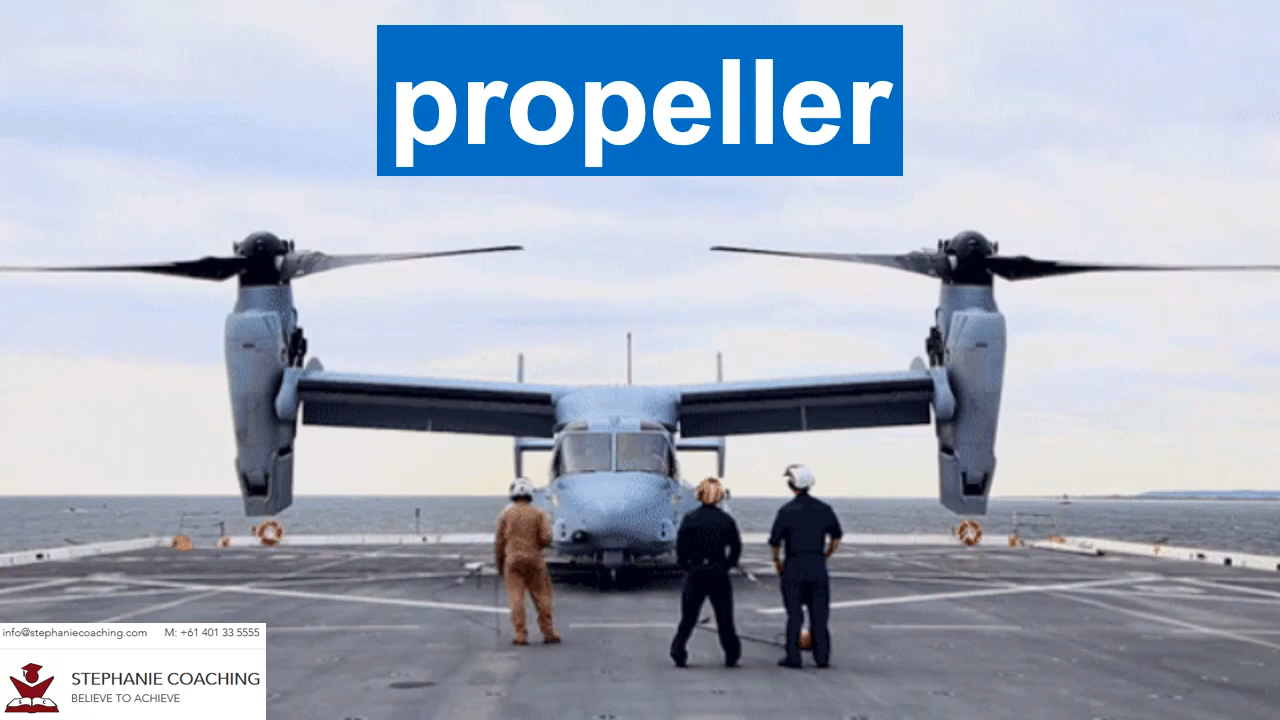 propeller
info@stephaniecoaching.com M: +61 401 33 5555
STEPHANIE COACHING
BELIEVE TO ACHIEVE